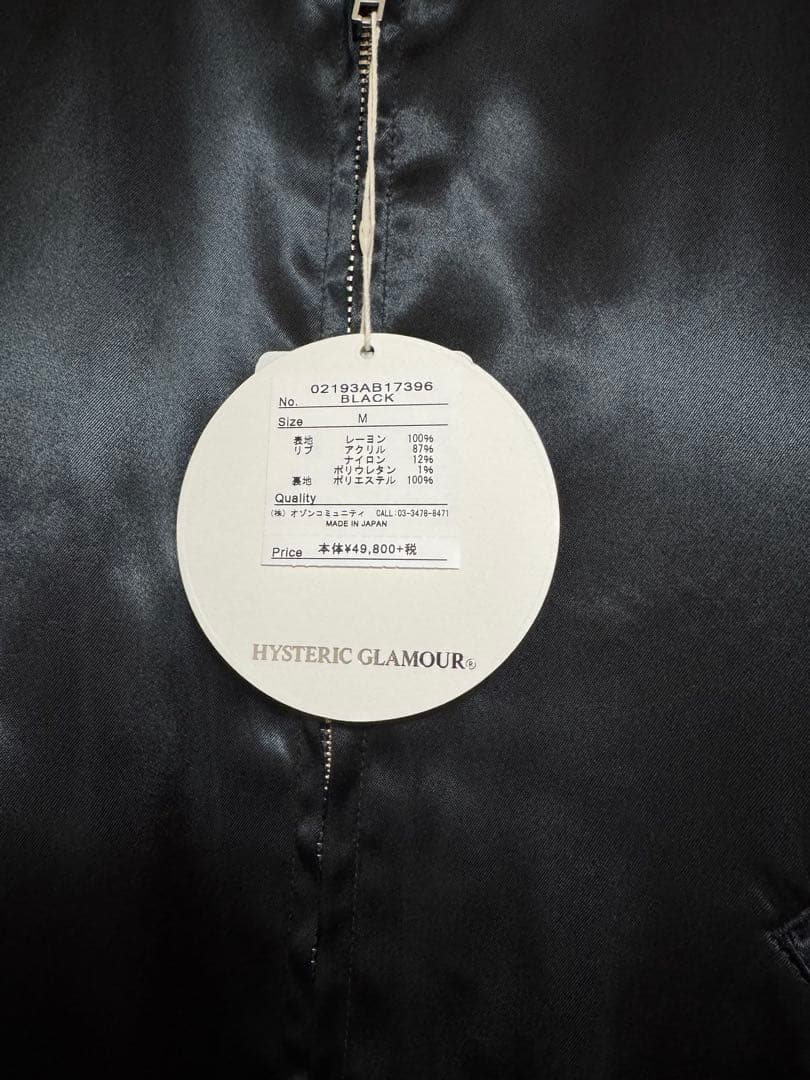 02193AB17396
No. BLACK
Size M
表地 レーヨン 100%
リブ アクリル 87%
ナイロン 12%
ポリウレタン 1%
裏地 ポリエステル 100%
Quality
(株) オゾンコミュニティ CALL:03-3478-8471
MADE IN JAPAN
Price 本体¥49,800+税
HYSTERIC GLAMOUR®